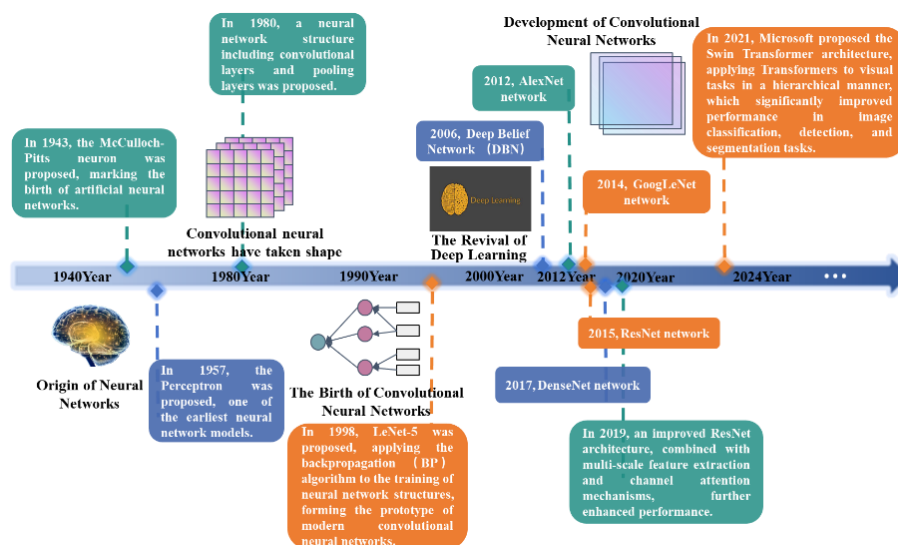 In 1980, a neural
network structure
including convolutional
layers and pooling
layers was proposed.
Development of Convolutional
Neural Networks
In 2021, Microsoft proposed the
Swin Transformer architecture,
applying Transformers to visual
tasks in a hierarchical manner,
which significantly improved
performance in image
classification, detection, and
segmentation tasks.
2012, AlexNet
network
In 1943, the McCulloch-
Pitts neuron was
proposed, marking the
birth of artificial neural
networks.
2006, Deep Belief
Network (DBN)
2014, GoogLeNet
network
Deep Learning
Convolutional neural
networks have taken shape
The Revival of
Deep Learning
1940Year
1980Year
1990Year
2000Year
2012Year
2020Year
2024Year
...
Origin of Neural
Networks
In 1957, the
Perceptron was
proposed, one of
the earliest neural
network models.
The Birth of Convolutional
Neural Networks
In 1998, LeNet-5 was
proposed, applying the
backpropagation (BP)
algorithm to the training of
neural network structures,
forming the prototype of
modern convolutional
neural networks.
2015, ResNet network
2017, DenseNet network
In 2019, an improved ResNet
architecture, combined with
multi-scale feature extraction
and channel attention
mechanisms, further
enhanced performance.